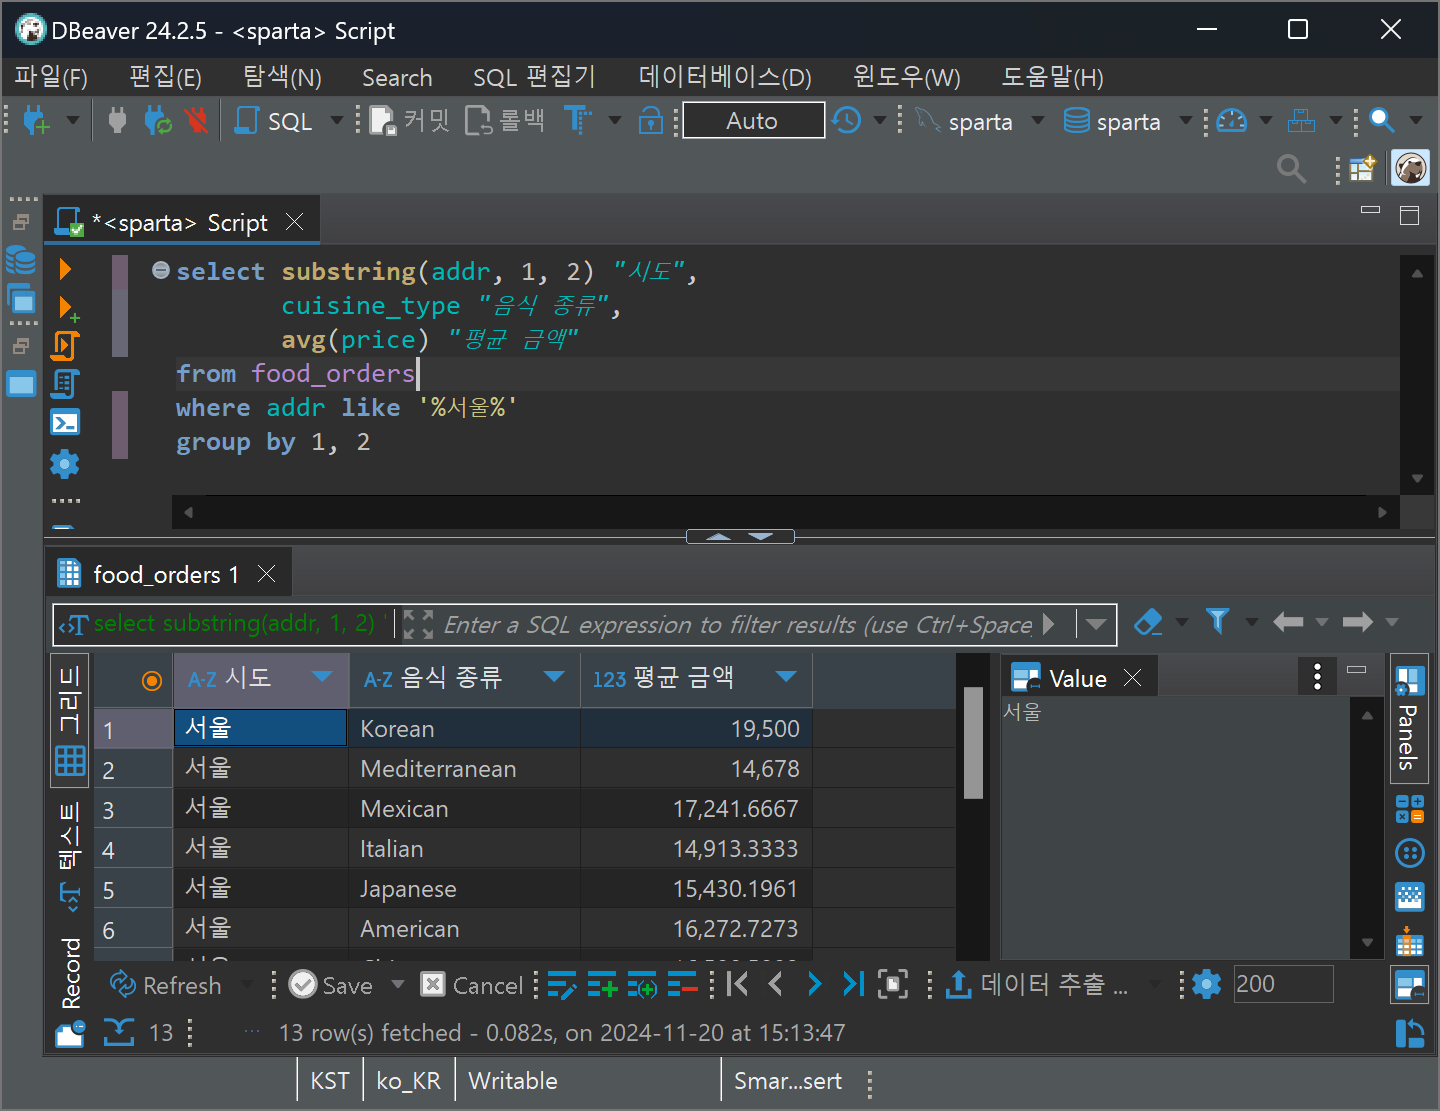 DBeaver 24.2.5 - <sparta> Script
파일(F) 편집(E) 탐색(N) Search SQL 편집기 데이터베이스(D) 윈도우(W) 도움말(H)
SQL 커밋 롤백 Auto sparta sparta
*<sparta> Script
select substring(addr, 1, 2) "시도",
cuisine_type "음식 종류",
avg(price) "평균 금액"
from food_orders
where addr like '%서울%'
group by 1, 2
food_orders 1
select substring(addr, 1, 2) Enter a SQL expression to filter results (use Ctrl+Space
그리드
텍스트
Record
A-Z 시도 A-Z 음식 종류 123 평균 금액
1 서울 Korean 19,500
2 서울 Mediterranean 14,678
3 서울 Mexican 17,241.6667
4 서울 Italian 14,913.3333
5 서울 Japanese 15,430.1961
6 서울 American 16,272.7273
Value
서울
Panels
Refresh Save Cancel 데이터 추출 ... 200
13 ... 13 row(s) fetched - 0.082s, on 2024-11-20 at 15:13:47
KST ko_KR Writable Smar...sert